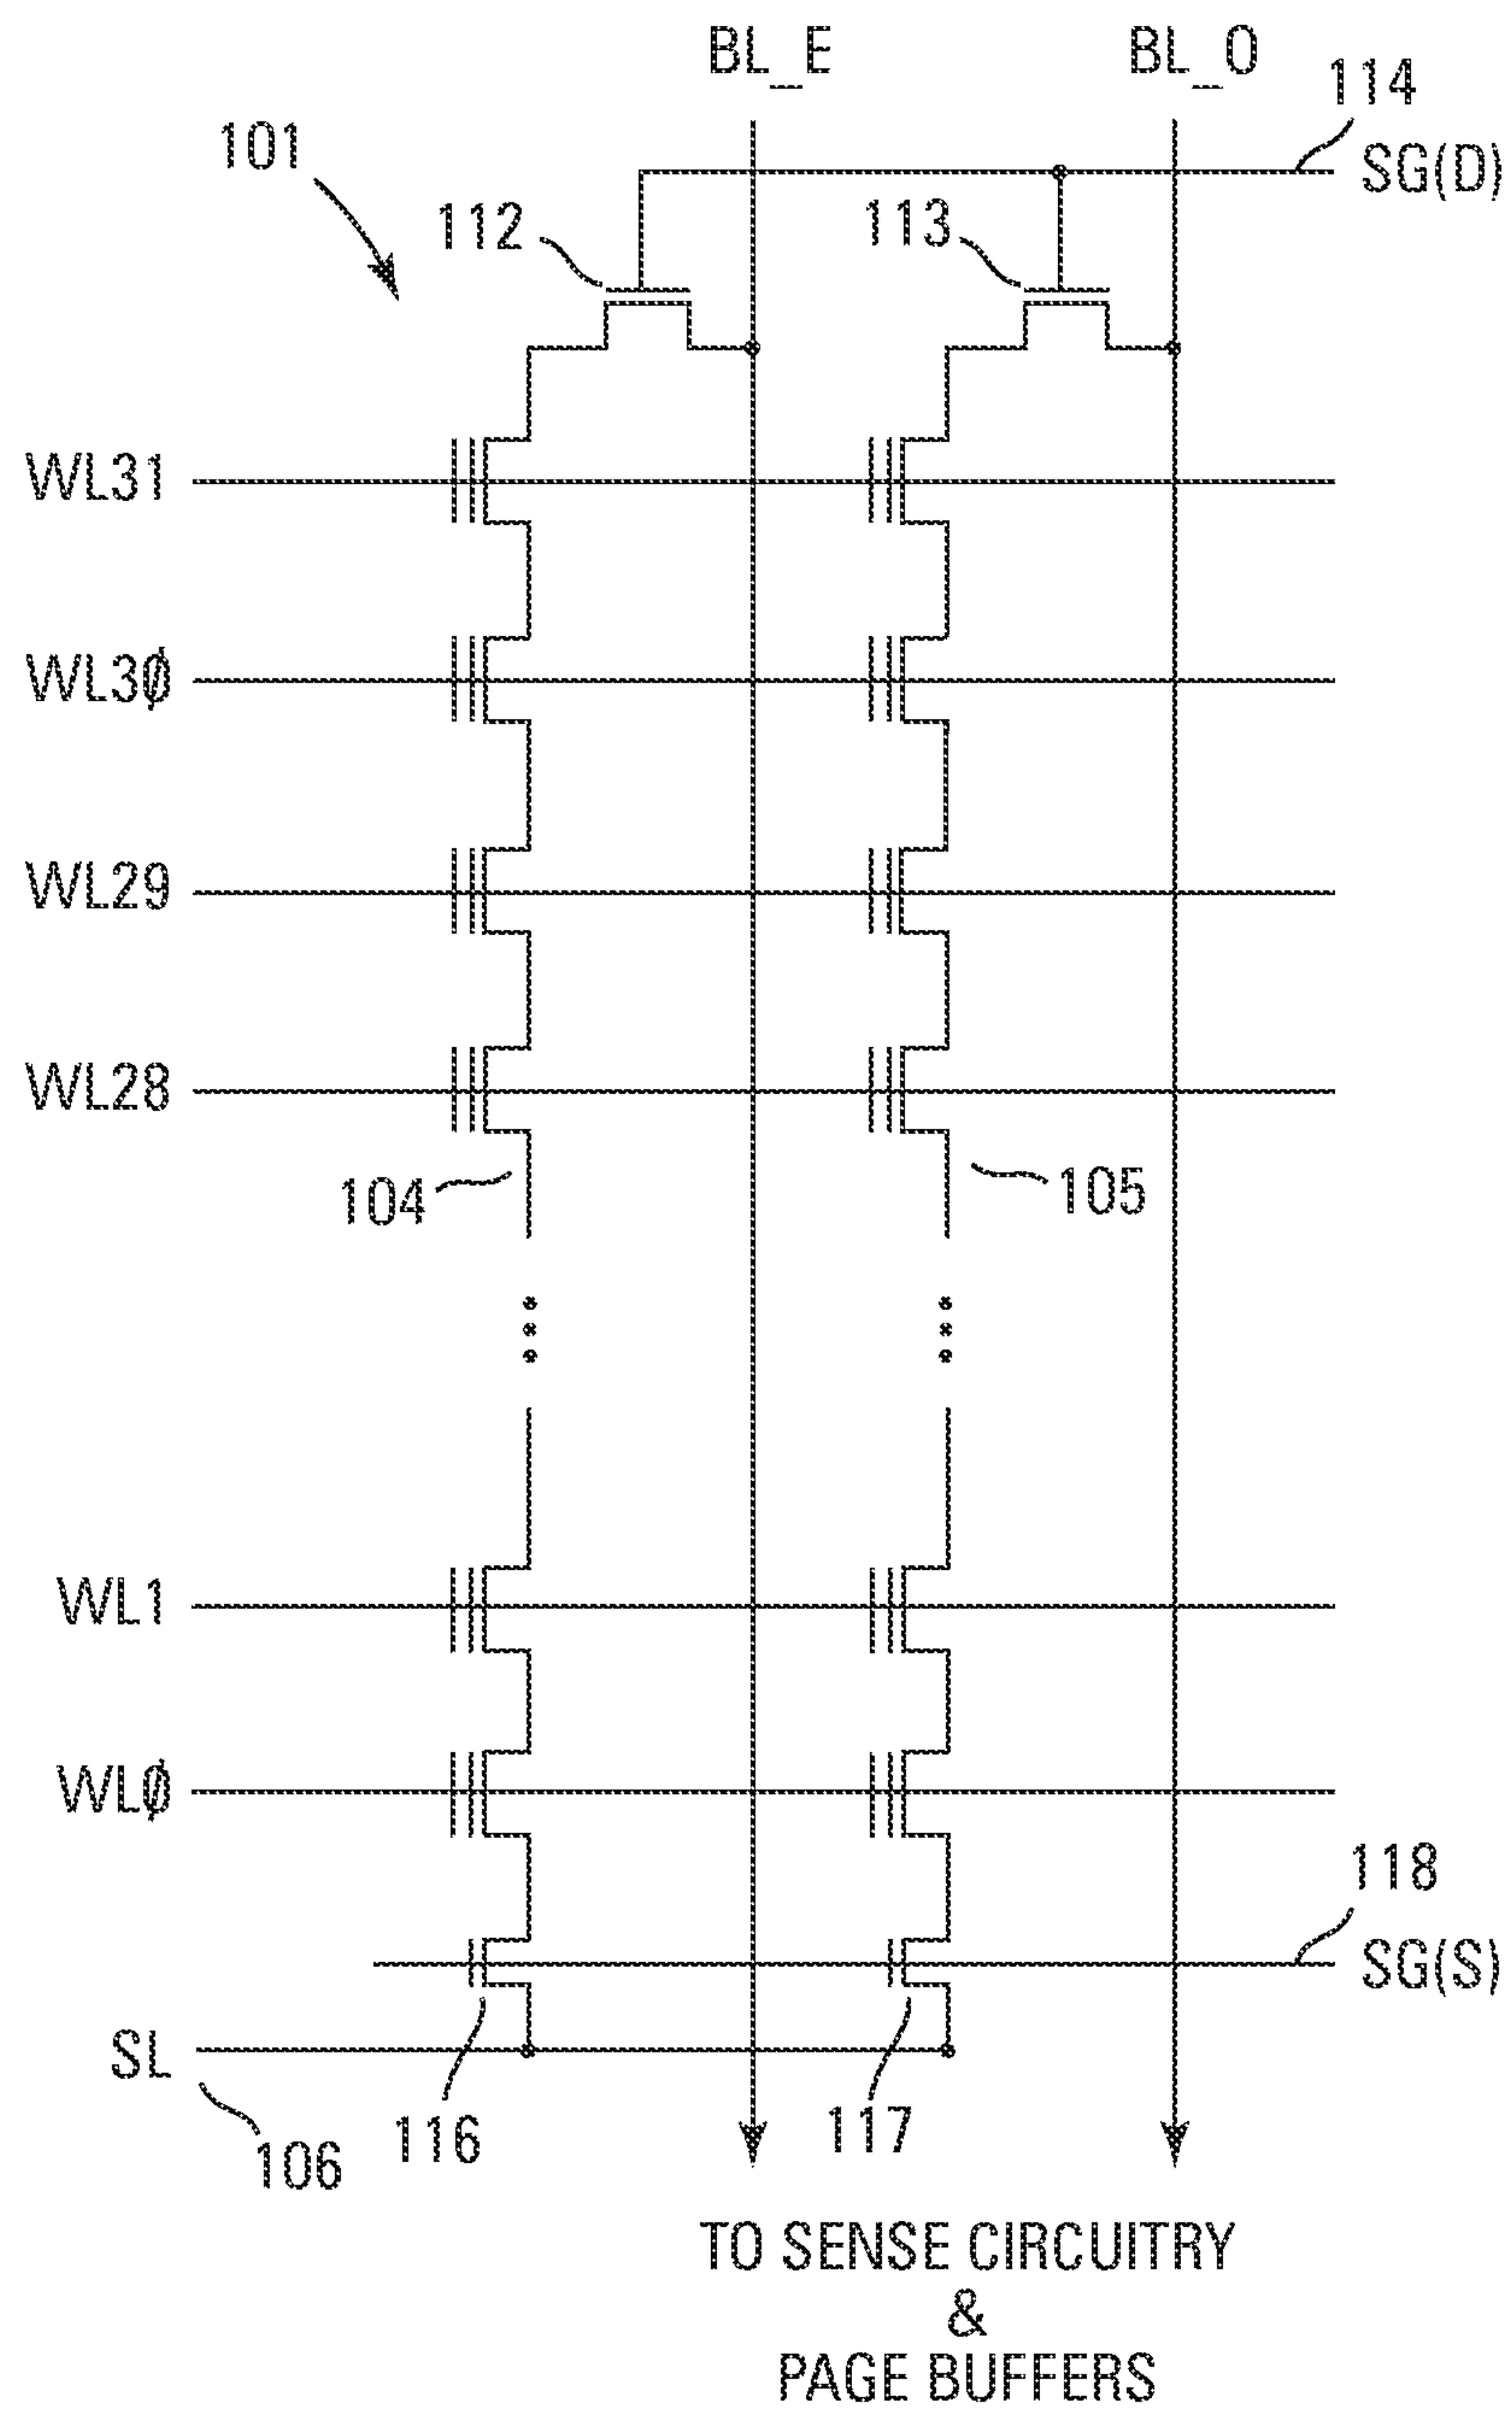 BL_E
BL_O
114
SG(D)
101
112
113
WL31
WL3Ø
WL29
WL28
104
105
WL1
WLØ
118
SG(S)
SL
106
116
117
TO SENSE CIRCUITRY
&
PAGE BUFFERS